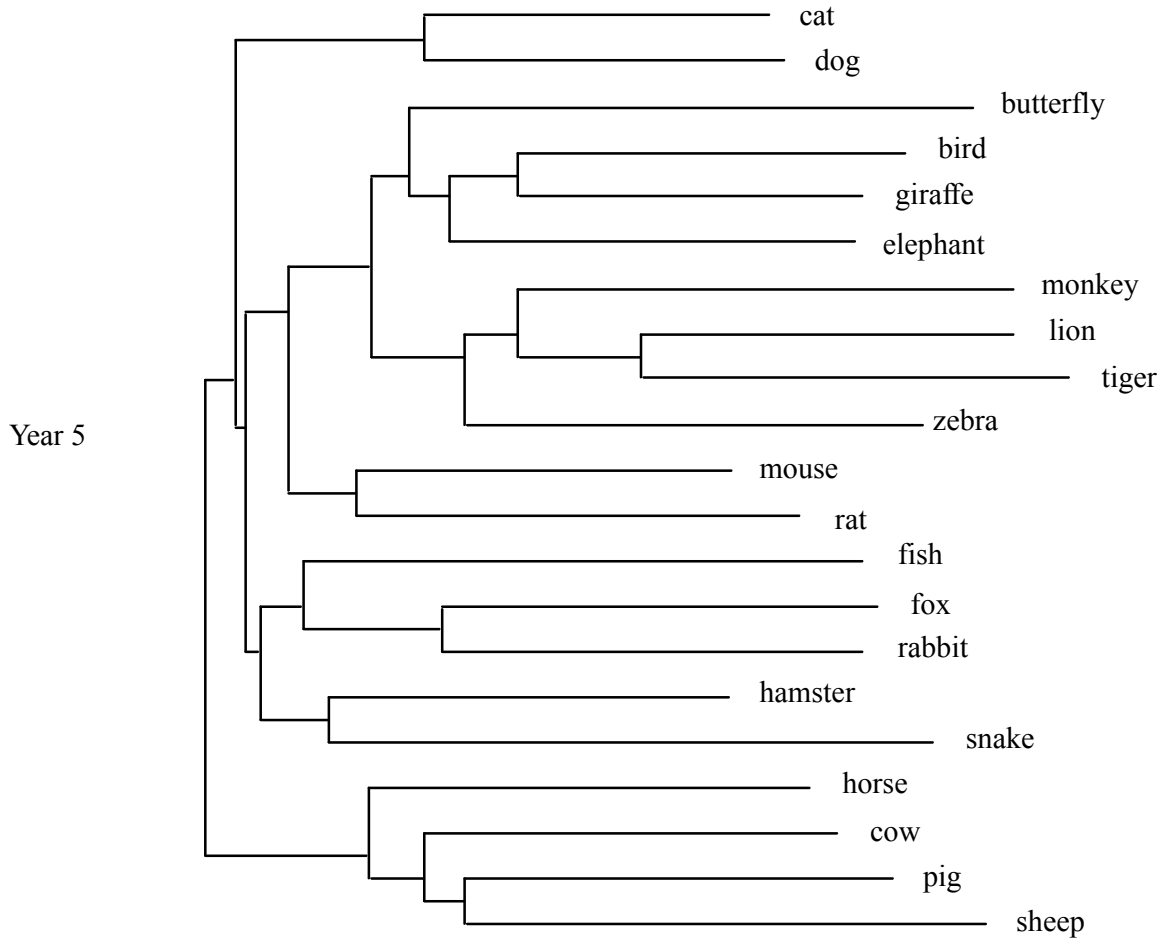 cat
dog
butterfly
bird
giraffe
elephant
monkey
lion
tiger
zebra
Year 5
mouse
rat
fish
fox
rabbit
hamster
snake
horse
cow
pig
sheep